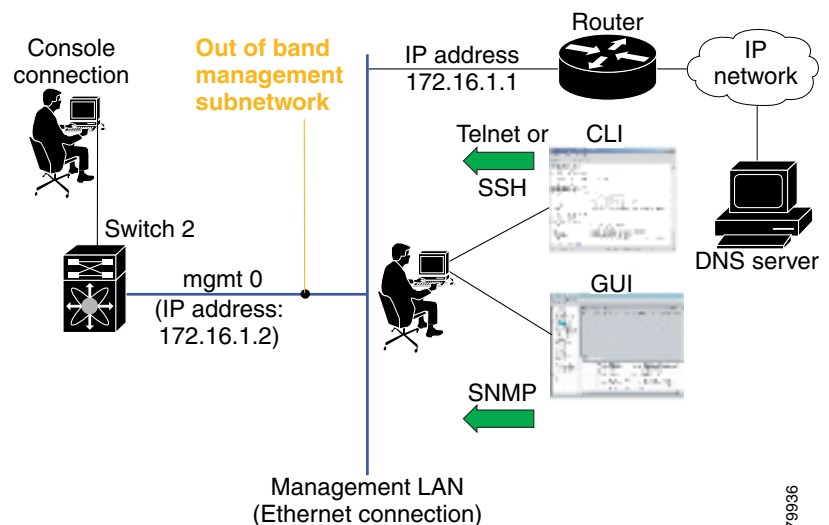 Console
connection
Out of band
management
subnetwork
Router
IP address
172.16.1.1
IP
network
Telnet or
SSH
CLI
Switch 2
DNS server
mgmt 0
(IP address:
172.16.1.2)
GUI
SNMP
Management LAN
(Ethernet connection)
79936